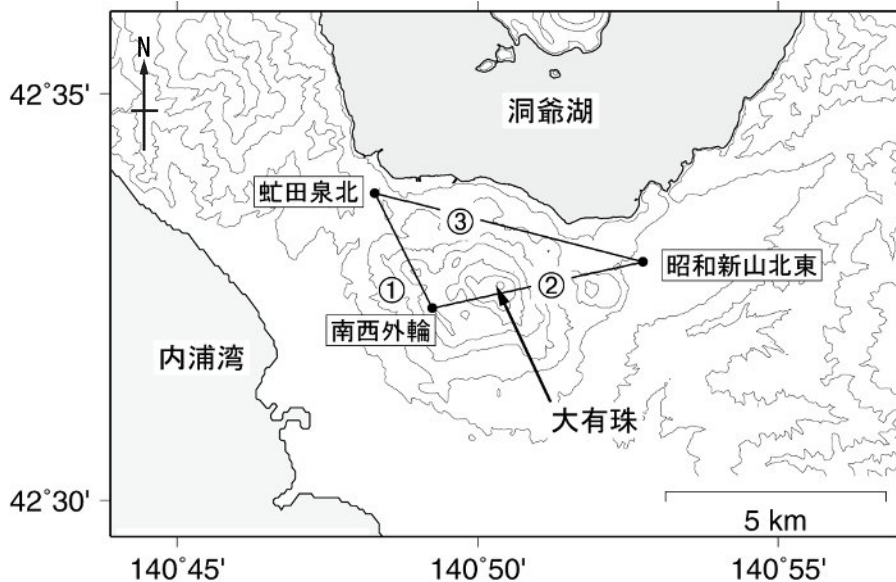 N
42°35'
洞爺湖
虻田泉北
③
昭和新山北東
②
①
南西外輪
内浦湾
大有珠
42°30'
5 km
140°45'
140°50'
140°55'